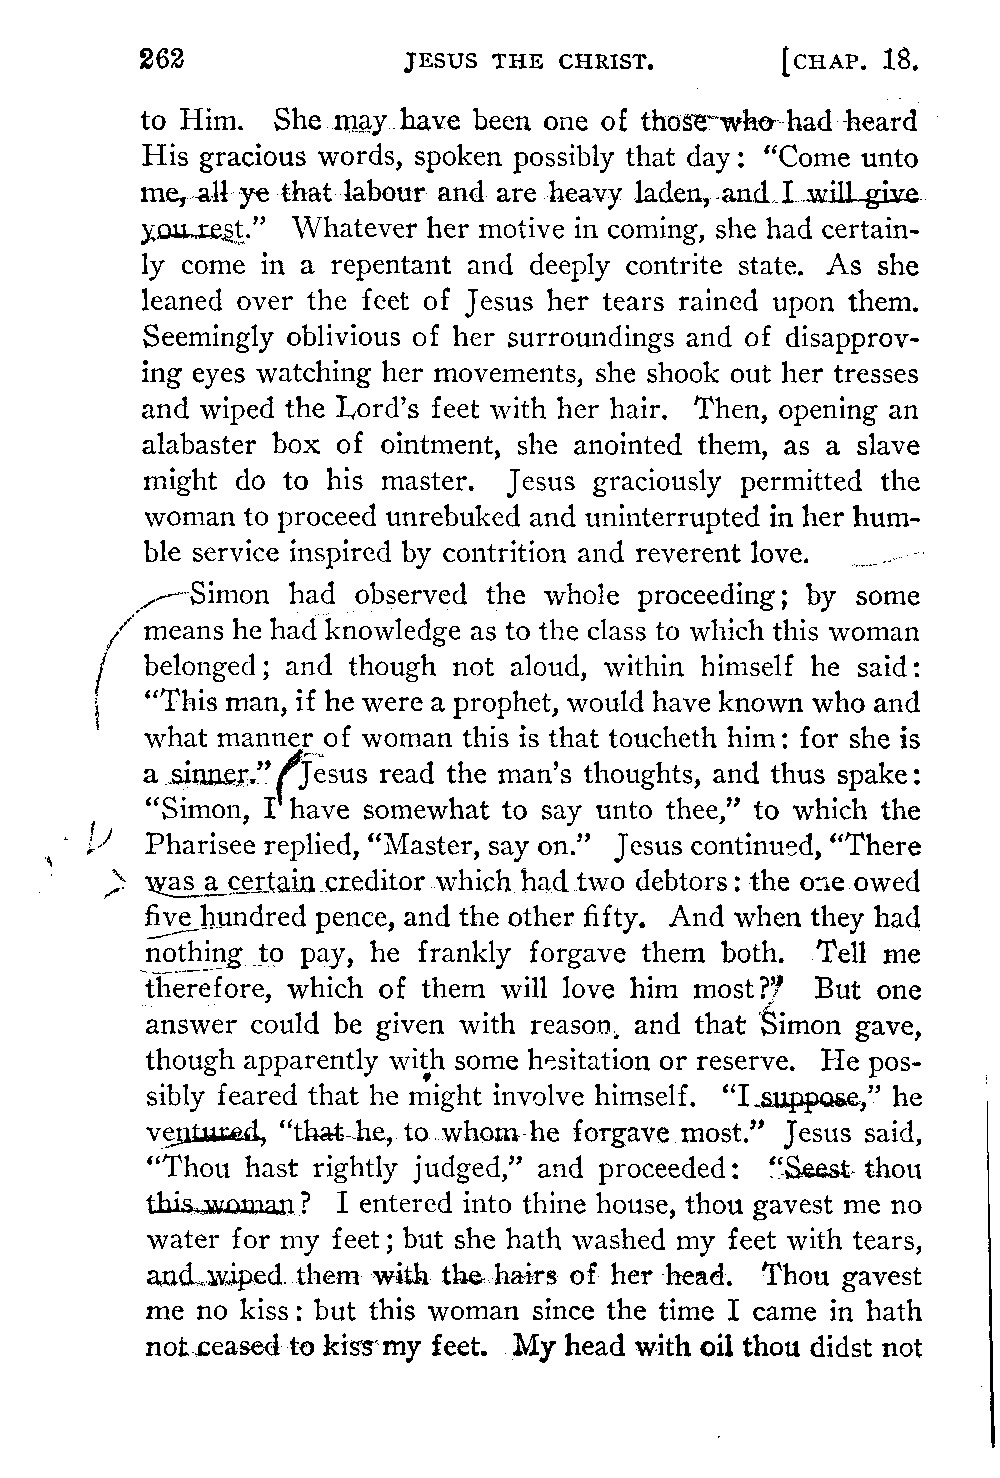 262 JESUS THE CHRIST. [CHAP. 18.
to Him. She may have been one of those who had heard
His gracious words, spoken possibly that day: “Come unto
me, all ye that labour and are heavy laden, and I will give
you rest.” Whatever her motive in coming, she had certain-
ly come in a repentant and deeply contrite state. As she
leaned over the feet of Jesus her tears rained upon them.
Seemingly oblivious of her surroundings and of disapprov-
ing eyes watching her movements, she shook out her tresses
and wiped the Lord’s feet with her hair. Then, opening an
alabaster box of ointment, she anointed them, as a slave
might do to his master. Jesus graciously permitted the
woman to proceed unrebuked and uninterrupted in her hum-
ble service inspired by contrition and reverent love.
Simon had observed the whole proceeding; by some
means he had knowledge as to the class to which this woman
belonged; and though not aloud, within himself he said:
“This man, if he were a prophet, would have known who and
what manner of woman this is that toucheth him: for she is
a sinner.” Jesus read the man’s thoughts, and thus spake:
“Simon, I have somewhat to say unto thee,” to which the
Pharisee replied, “Master, say on.” Jesus continued, “There
was a certain creditor which had two debtors: the one owed
five hundred pence, and the other fifty. And when they had
nothing to pay, he frankly forgave them both. Tell me
therefore, which of them will love him most?” But one
answer could be given with reason, and that Simon gave,
though apparently with some hesitation or reserve. He pos-
sibly feared that he might involve himself. “I suppose,” he
ventured, “that he, to whom he forgave most.” Jesus said,
“Thou hast rightly judged,” and proceeded: “Seest thou
this woman? I entered into thine house, thou gavest me no
water for my feet; but she hath washed my feet with tears,
and wiped them with the hairs of her head. Thou gavest
me no kiss: but this woman since the time I came in hath
not ceased to kiss my feet. My head with oil thou didst not